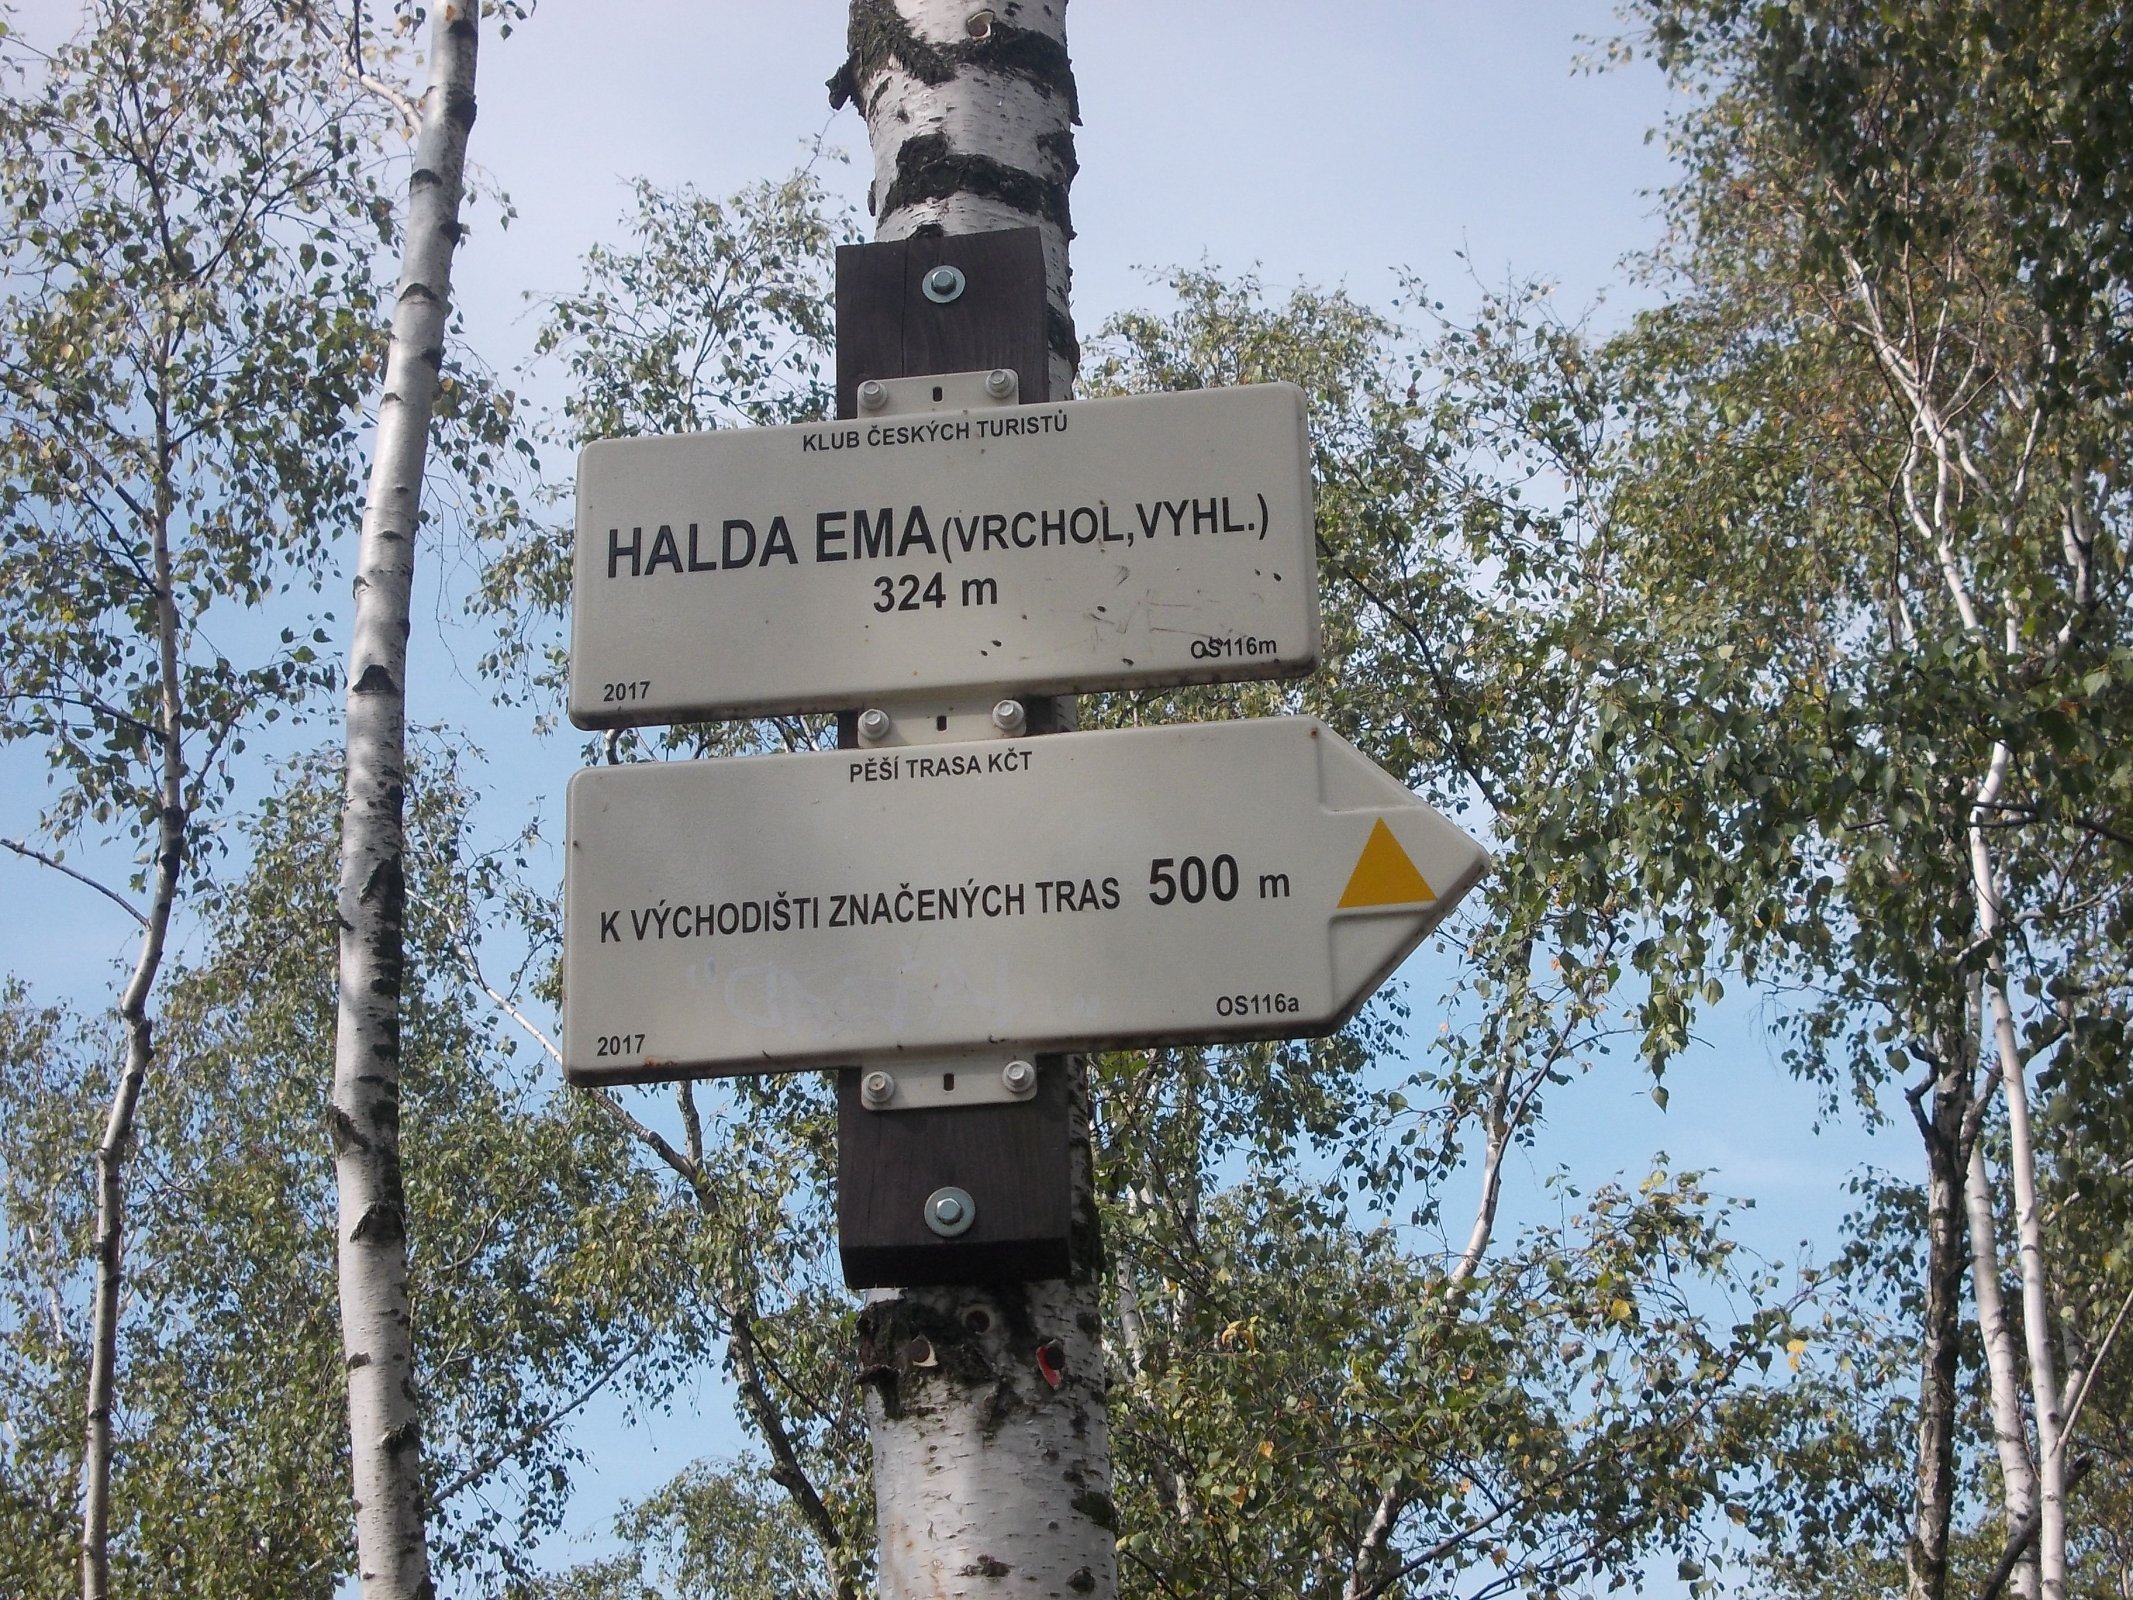 KLUB ČESKÝCH TURISTŮ
HALDA EMA (VRCHOL,VYHL.)
324 m
OS116m
2017
PĚŠÍ TRASA KČT
K VÝCHODIŠTI ZNAČENÝCH TRAS 500 m
OS116a
2017